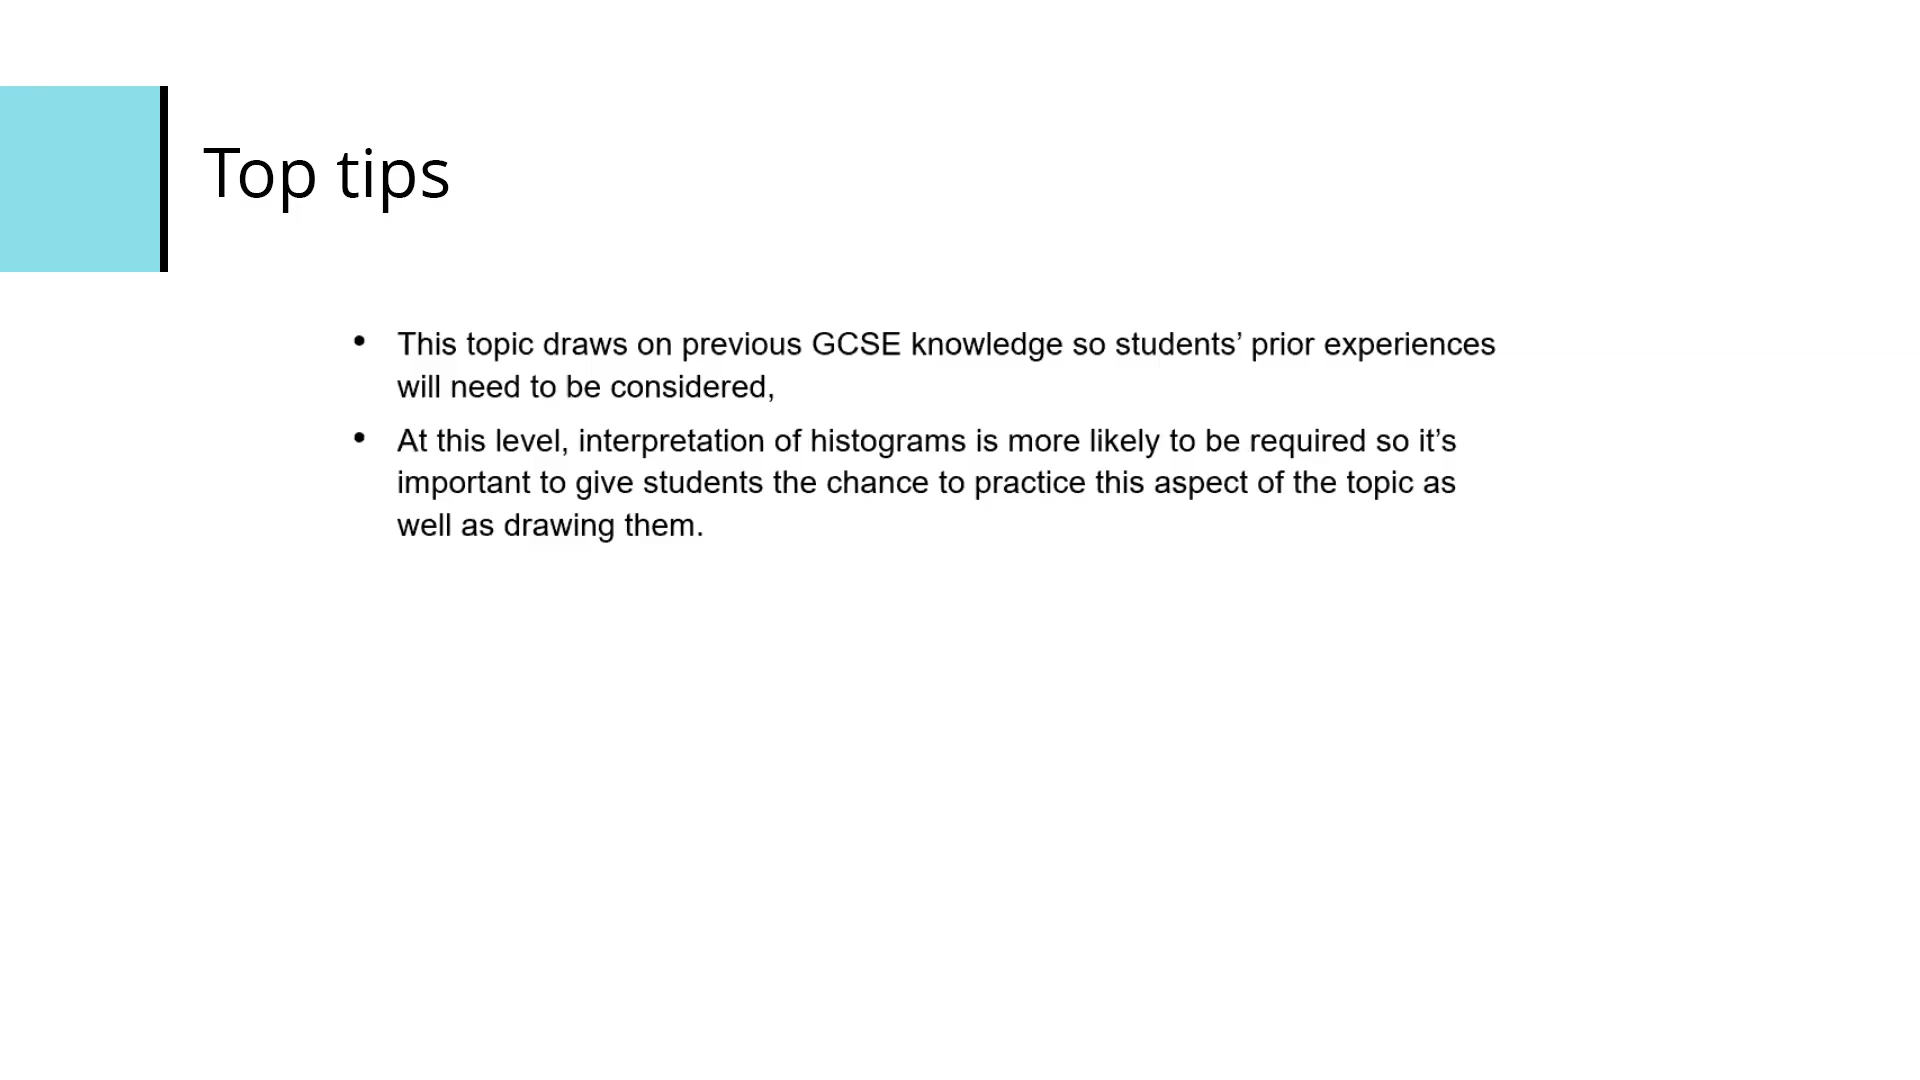 Top tips
• This topic draws on previous GCSE knowledge so students’ prior experiences
will need to be considered,
• At this level, interpretation of histograms is more likely to be required so it’s
important to give students the chance to practice this aspect of the topic as
well as drawing them.